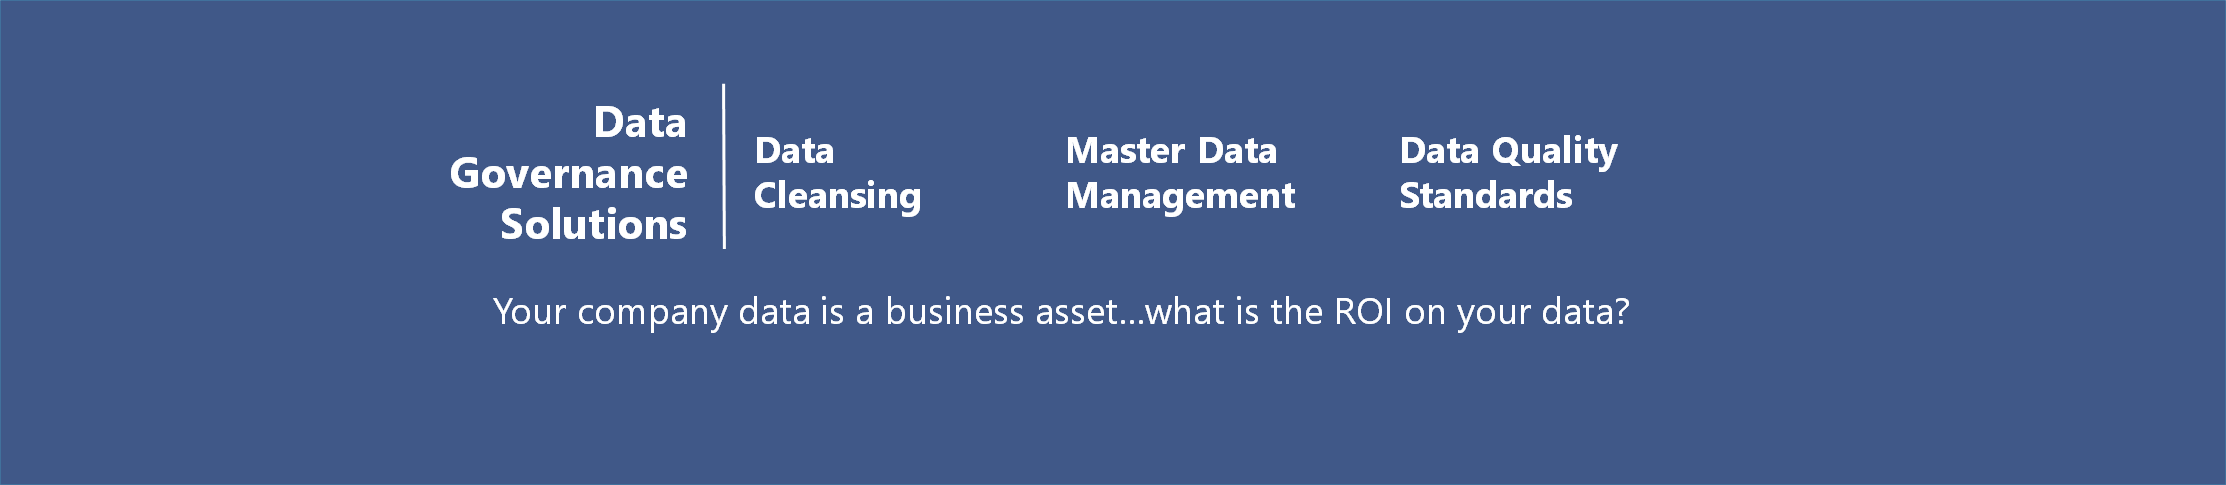 Data
Governance
Solutions
Data
Cleansing
Master Data
Management
Data Quality
Standards
Your company data is a business asset...what is the ROI on your data?